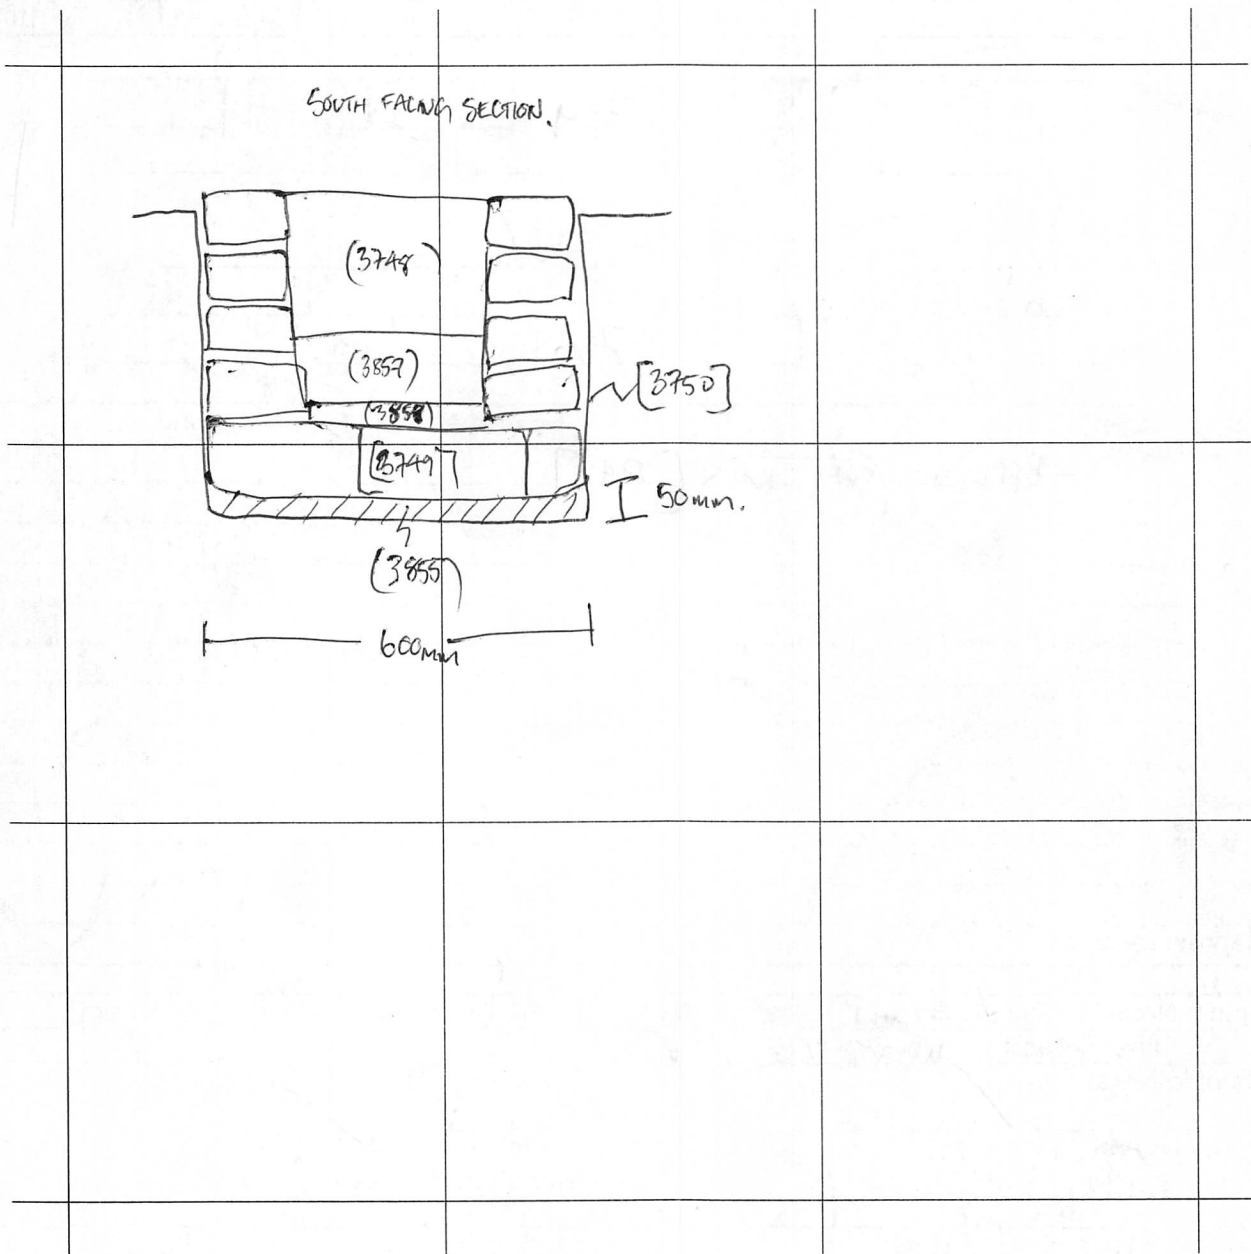 SOUTH FACING SECTION.
(3748)
(3857)
[3750]
(3858)
[3749]
50mm.
(3855)
600mm